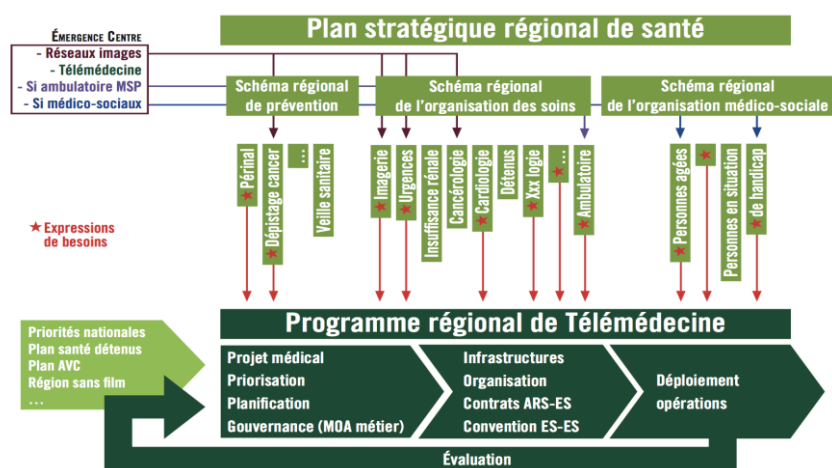 Émergence Centre
- Réseaux images
- Télémédecine
- Si ambulatoire MSP
- Si médico-sociaux
Plan stratégique régional de santé
Schéma régional
de prévention
Schéma régional
de l'organisation des soins
Schéma régional
de l'organisation médico-sociale
Périnal
Dépistage cancer
...
Veille sanitaire
Imagerie
Urgences
Insuffisance rénale
Cancérologie
Cardiologie
Détenus
Xxx logie
...
Ambulatoire
Personnes agées
Personnes en situation
de handicap
Expressions
de besoins
Programme régional de Télémédecine
Priorités nationales
Plan santé détenus
Plan AVC
Région sans film
...
Projet médical
Priorisation
Planification
Gouvernance (MOA métier)
Infrastructures
Organisation
Contrats ARS-ES
Convention ES-ES
Déploiement
opérations
Évaluation